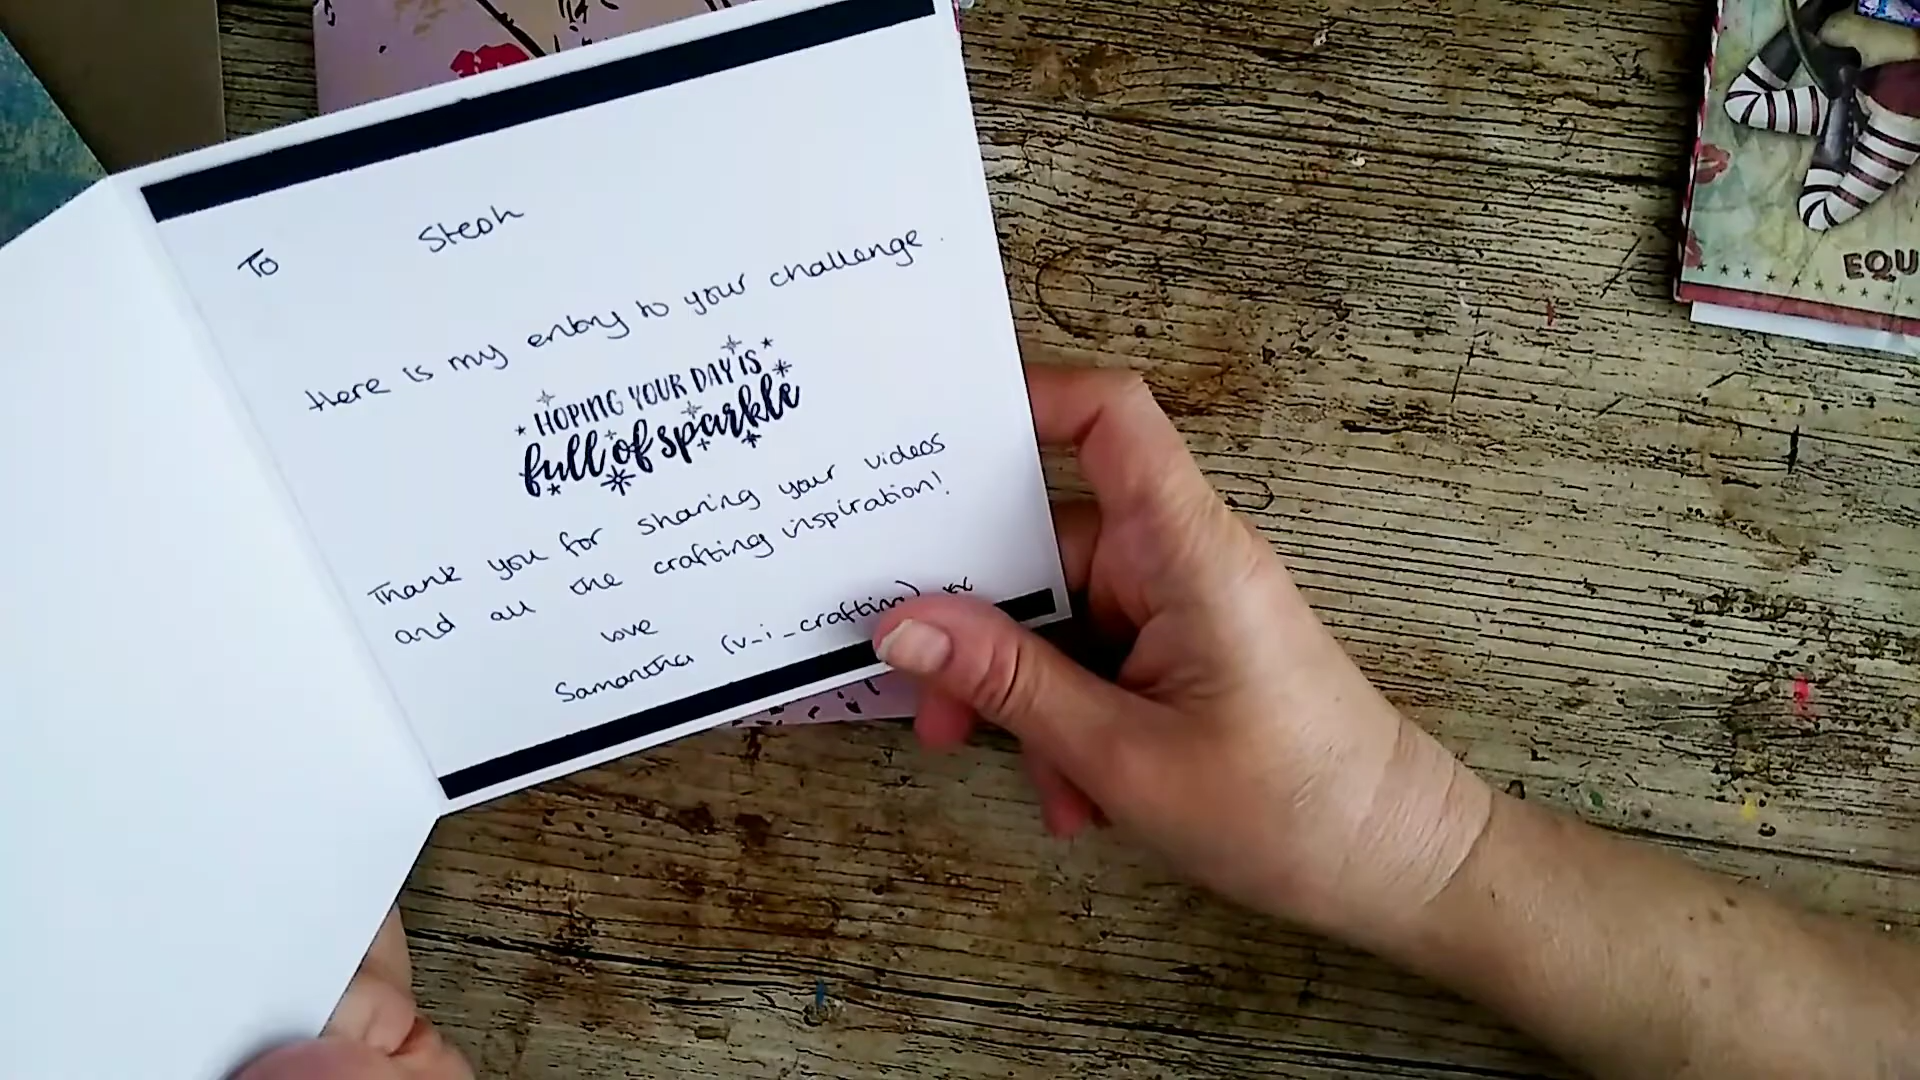 To Steph
Here is my entry to your challenge.
HOPING YOUR DAY IS
full of sparkle
Thank you for sharing your videos
and all the crafting inspiration!
love
Samantha (v_i_crafting) xx
EQU